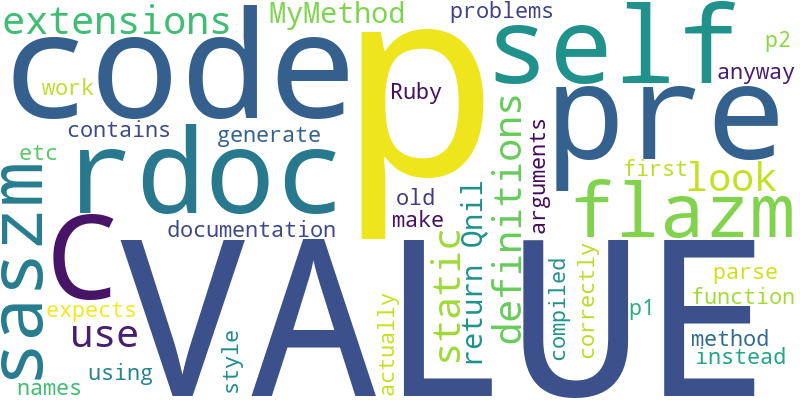 extensions
MyMethod
problems
code
p
self
p2
work
Ruby
anyway
pre
contains
generate
etc
rdoc
definitions
arguments
first
look
saszm
old
make
flazm
C
documentation
Qnil
return
static
VALUE
compiled
correctly
parse
expects
actually
p1
function
use
style
method
instead
using
names